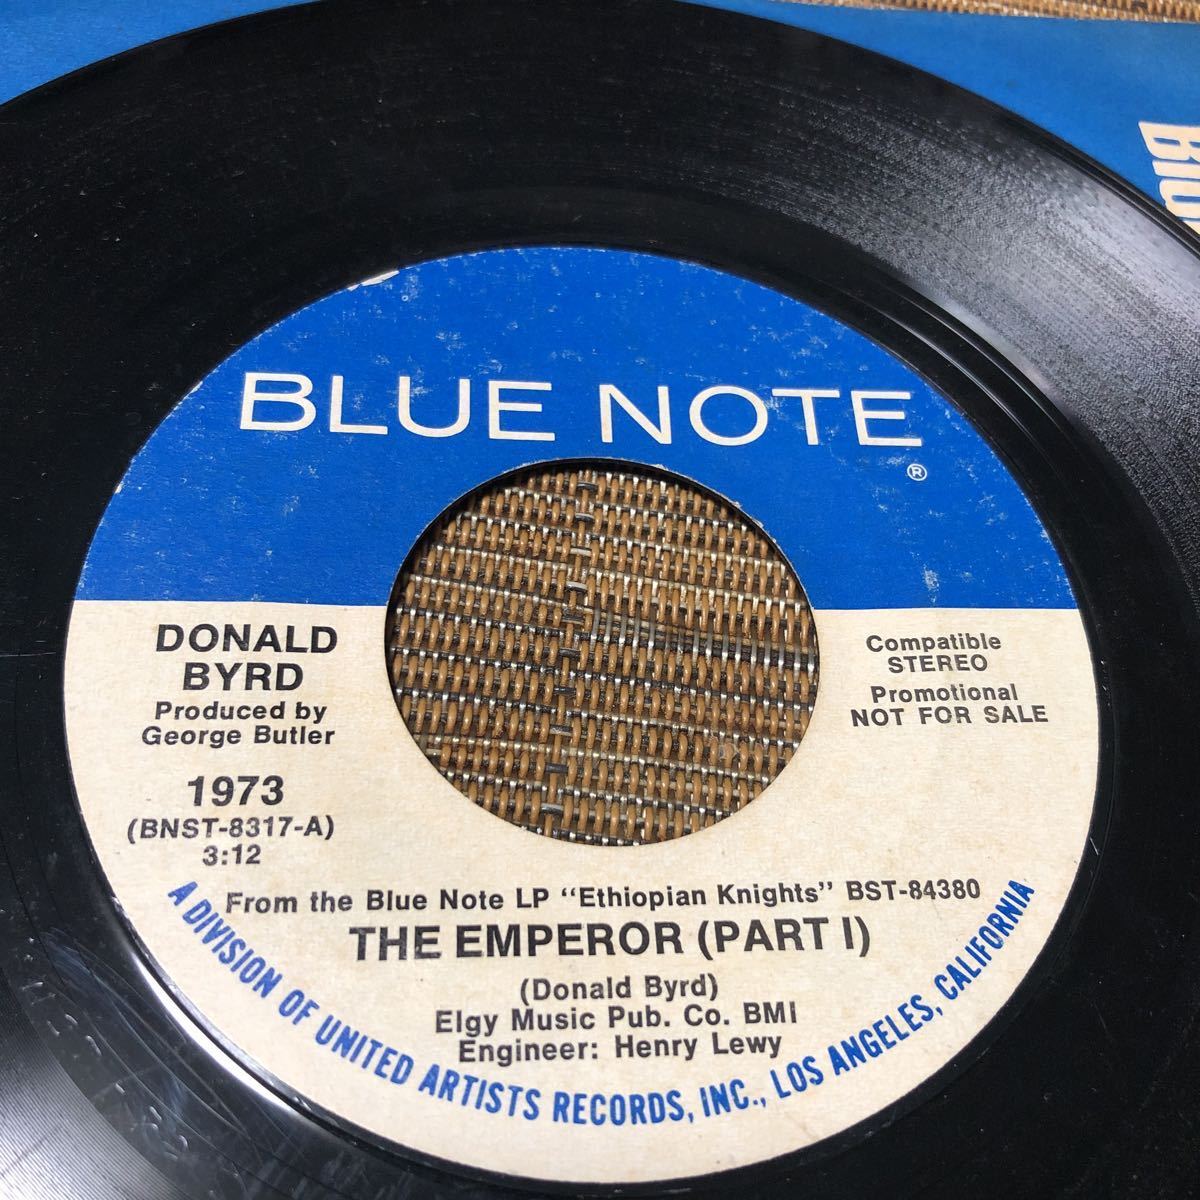 BLUE NOTE
®
DONALD
BYRD
Produced by
George Butler
1973
(BNST-8317-A)
3:12
Compatible
STEREO
Promotional
NOT FOR SALE
From the Blue Note LP "Ethiopian Knights" BST-84380
THE EMPEROR (PART I)
(Donald Byrd)
Elgy Music Pub. Co. BMI
Engineer: Henry Lewy
A DIVISION OF UNITED ARTISTS RECORDS, INC., LOS ANGELES, CALIFORNIA